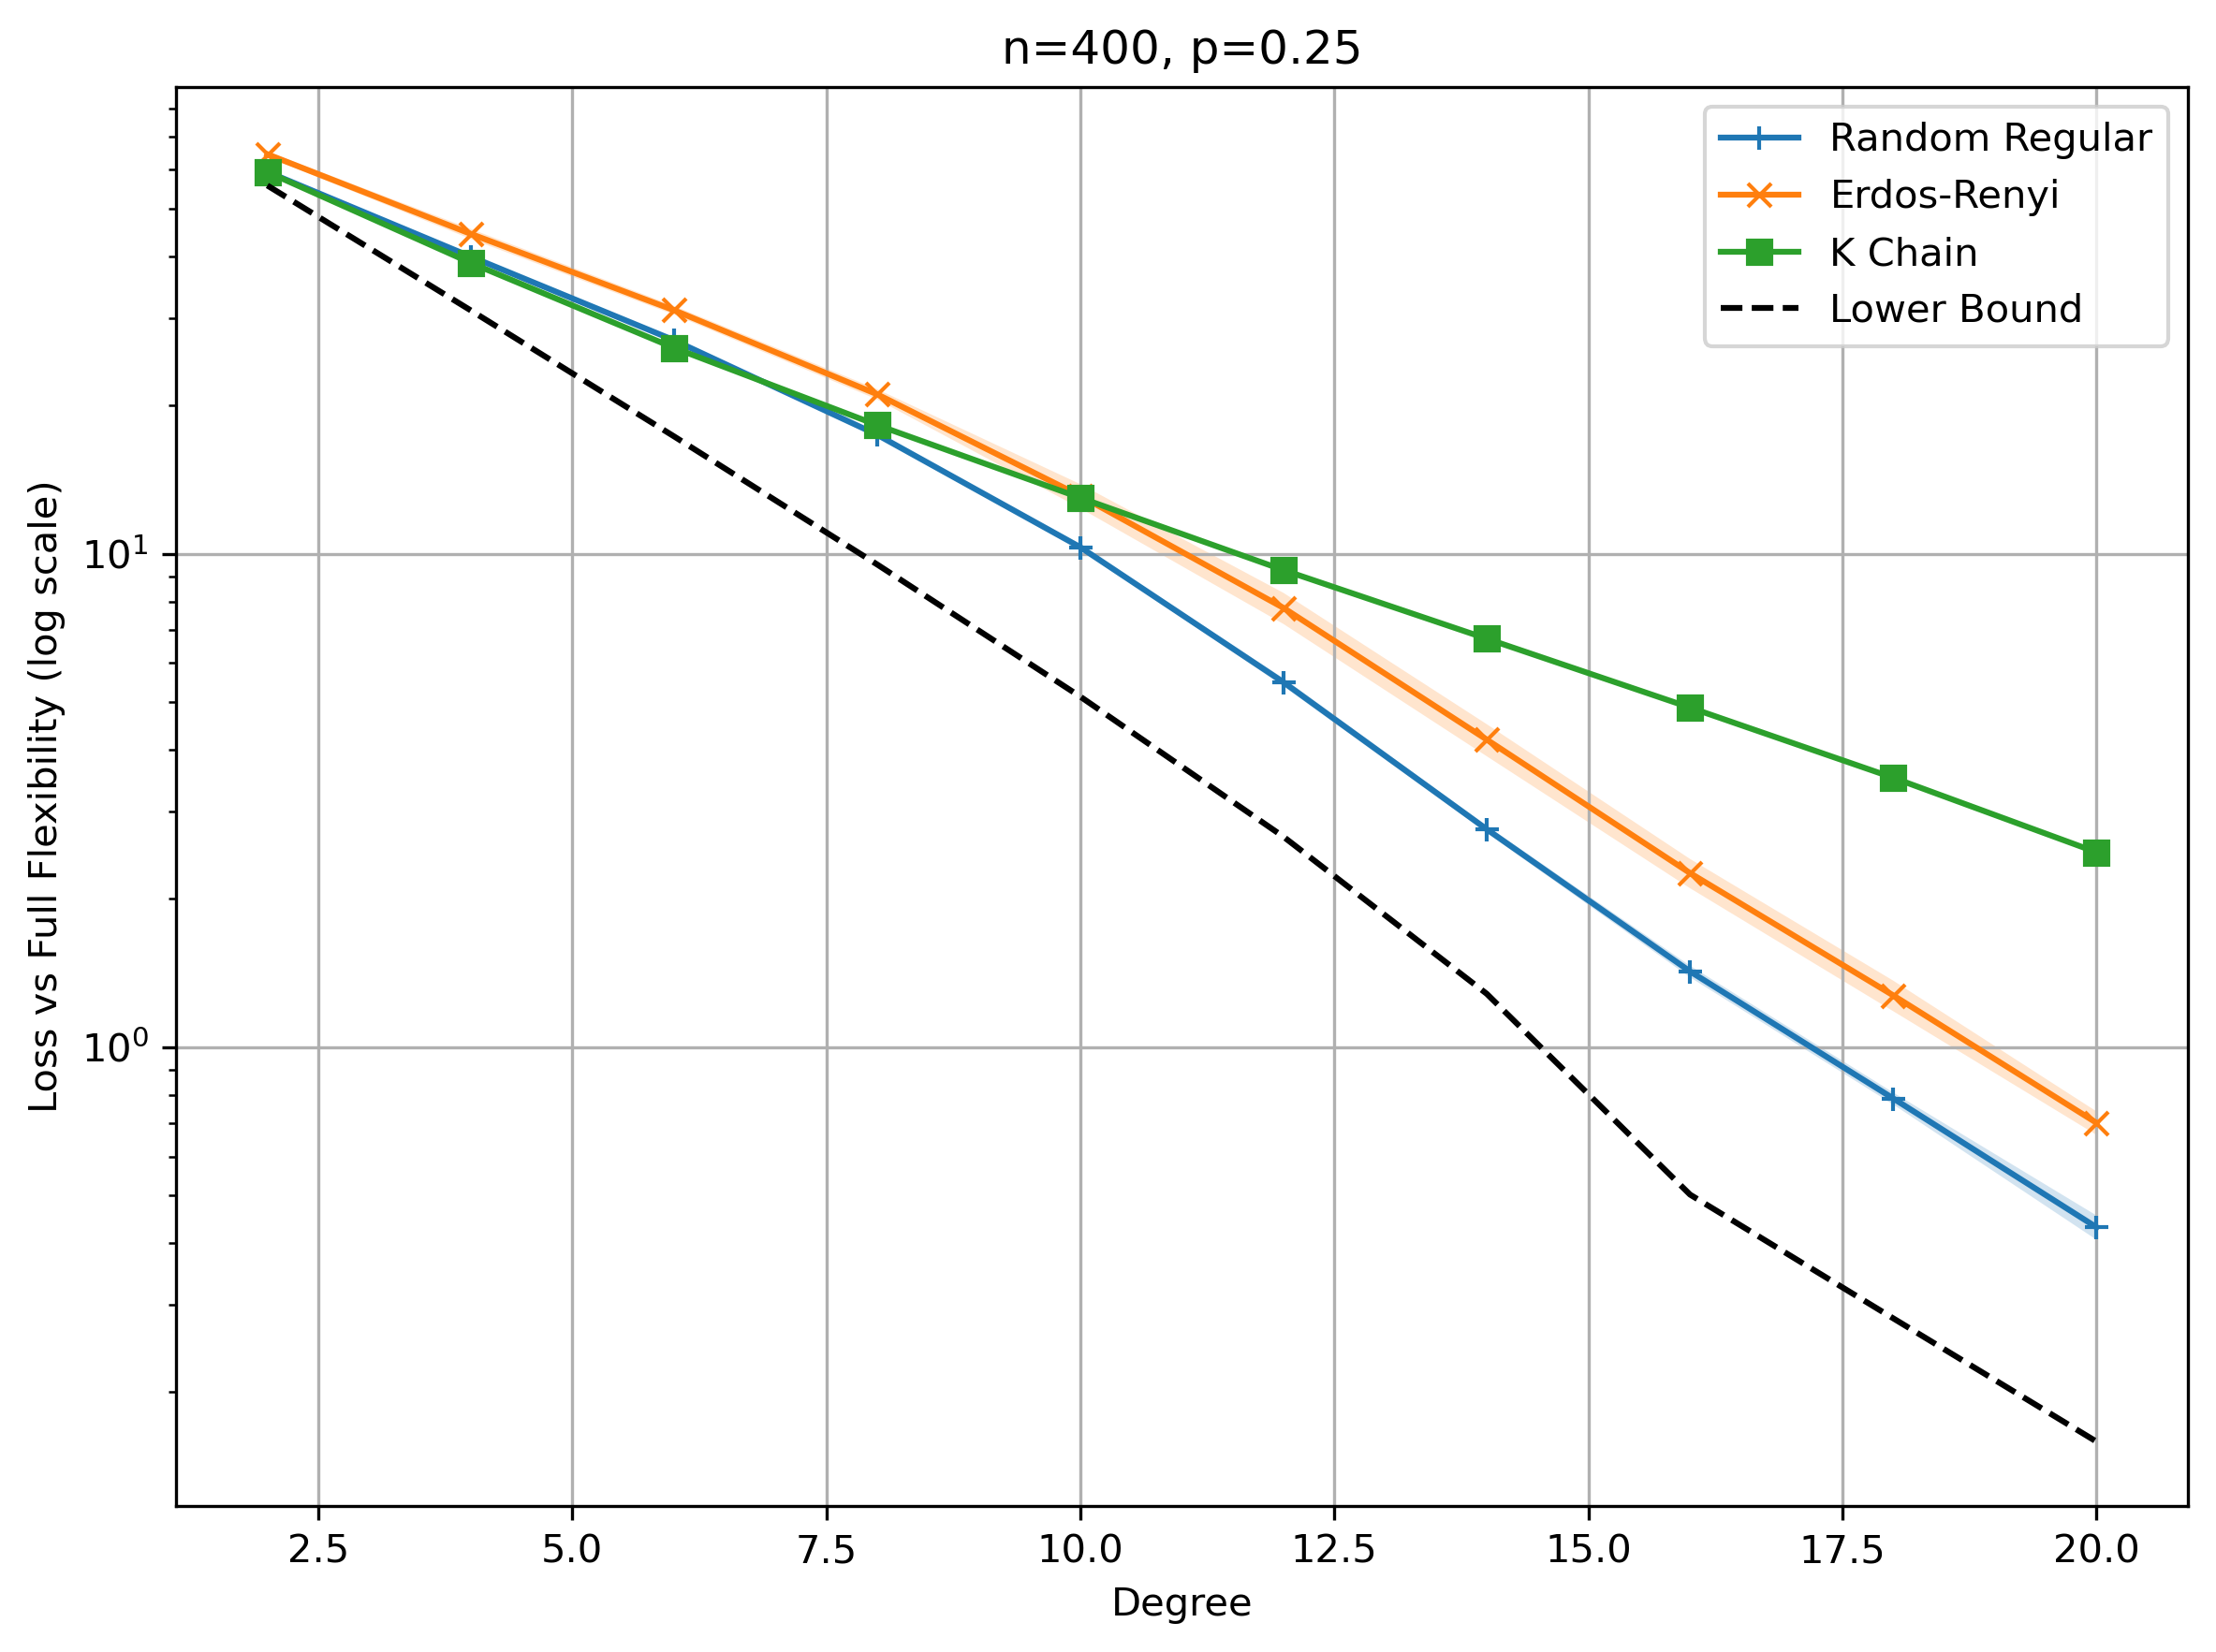 n=400, p=0.25
Random Regular
Erdos-Renyi
K Chain
Lower Bound
Loss vs Full Flexibility (log scale)
10¹
10⁰
2.5 5.0 7.5 10.0 12.5 15.0 17.5 20.0
Degree